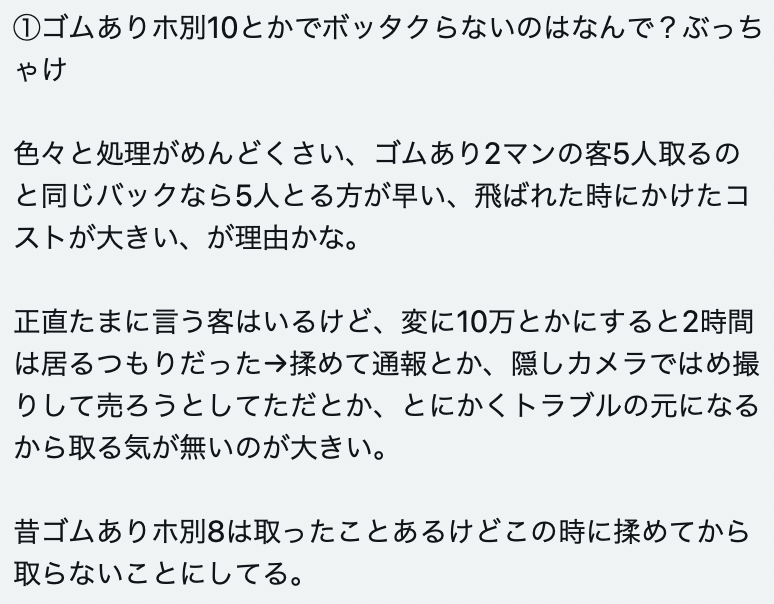 ①ゴムありホ別10とかでボッタクらないのはなんで？ぶっち
ゃけ
色々と処理がめんどくさい、ゴムあり2マンの客5人取るの
と同じバックなら5人とる方が早い、飛ばれた時にかけたコ
ストが大きい、が理由かな。
正直たまに言う客はいるけど、変に10万とかにすると2時間
は居るつもりだった→揉めて通報とか、隠しカメラではめ撮
りして売ろうとしてただとか、とにかくトラブルの元になる
から取る気が無いのが大きい。
昔ゴムありホ別8は取ったことあるけどこの時に揉めてから
取らないことにしてる。